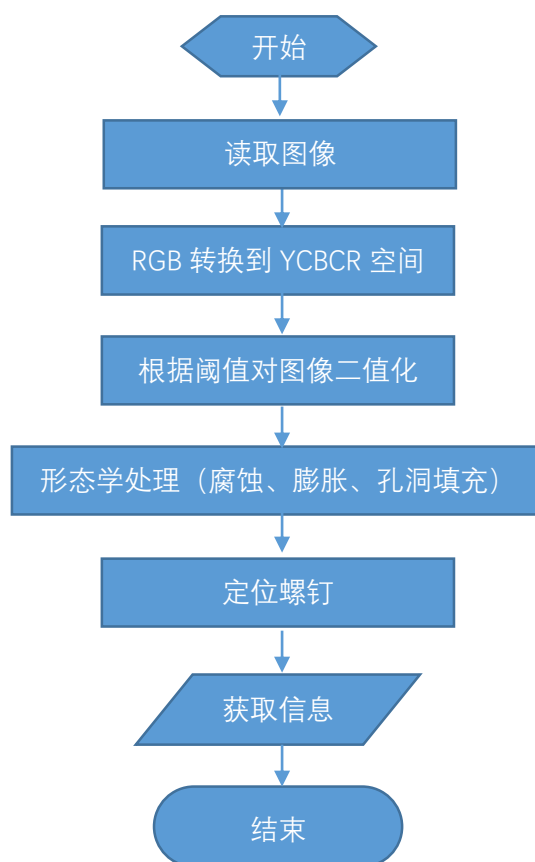 开始
读取图像
RGB 转换到 YCBCR 空间
根据阈值对图像二值化
形态学处理（腐蚀、膨胀、孔洞填充）
定位螺钉
获取信息
结束